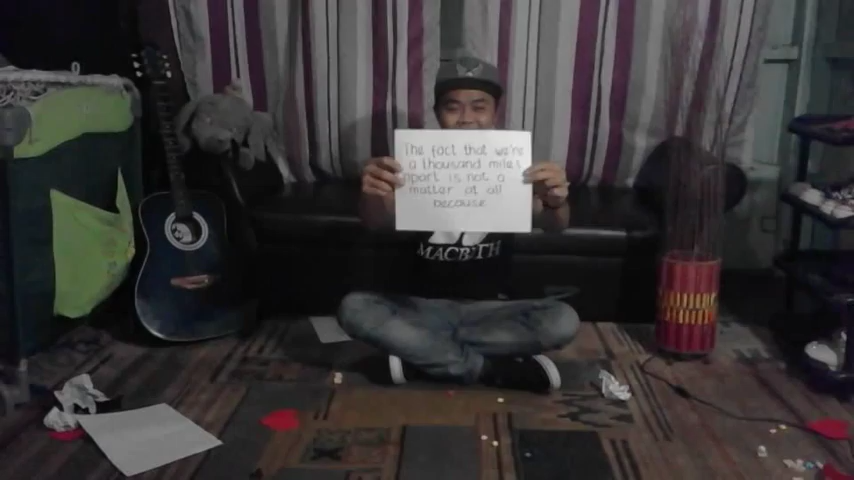 The fact that we're
a thousand miles
apart is not a
matter at all
because
MACBETH